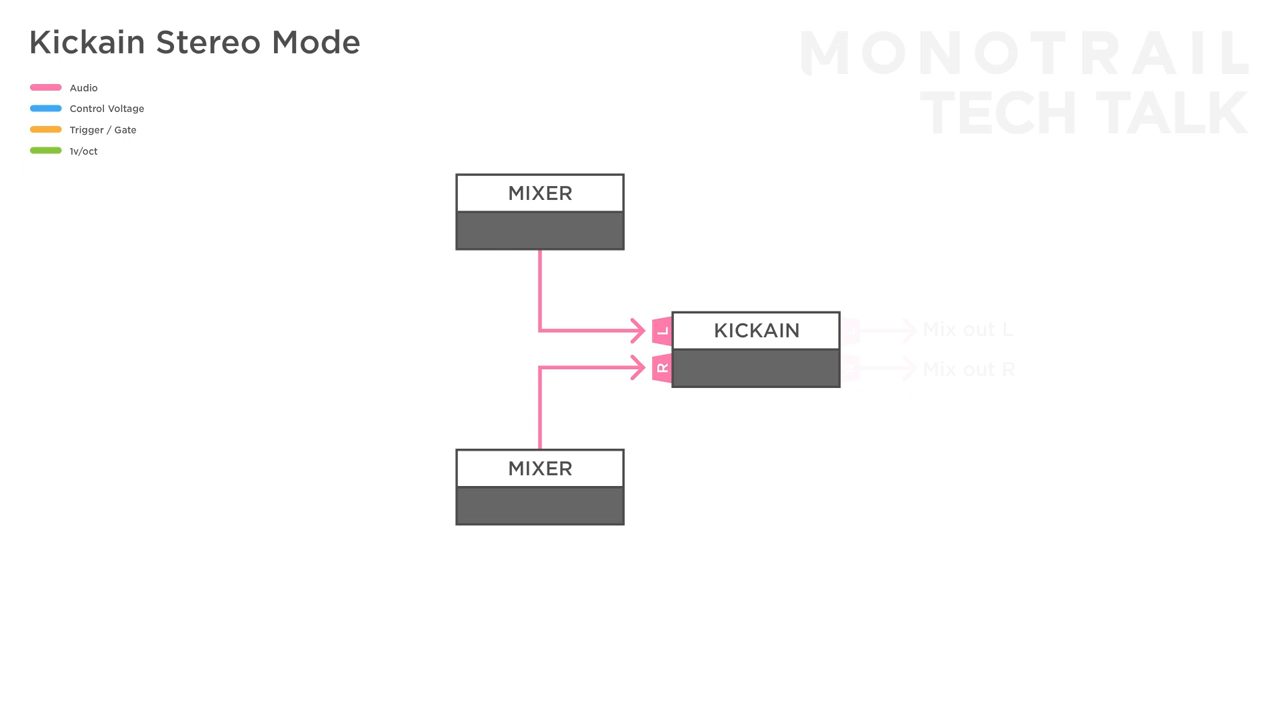 Kickain Stereo Mode
MONOTRAIL
TECH TALK
Audio
Control Voltage
Trigger / Gate
1v/oct
MIXER
L
KICKAIN
Mix out L
R
Mix out R
MIXER